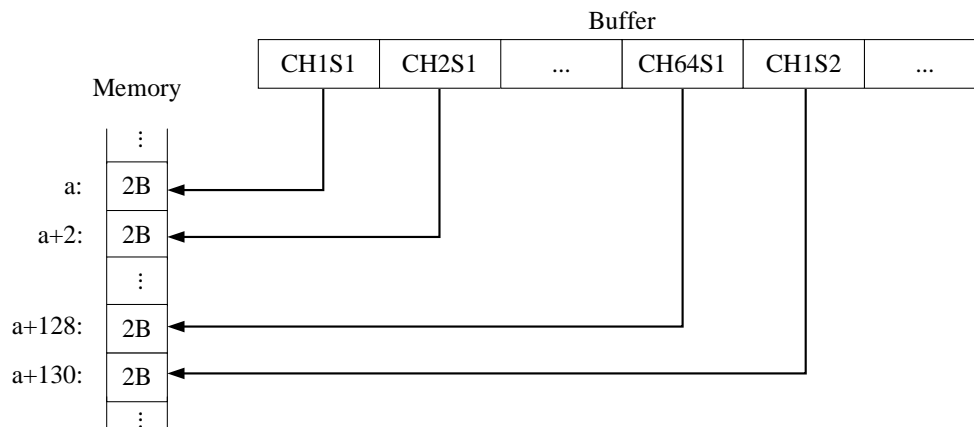 Buffer
CH1S1 CH2S1 ... CH64S1 CH1S2 ...
Memory
...
a: 2B
a+2: 2B
...
a+128: 2B
a+130: 2B
...